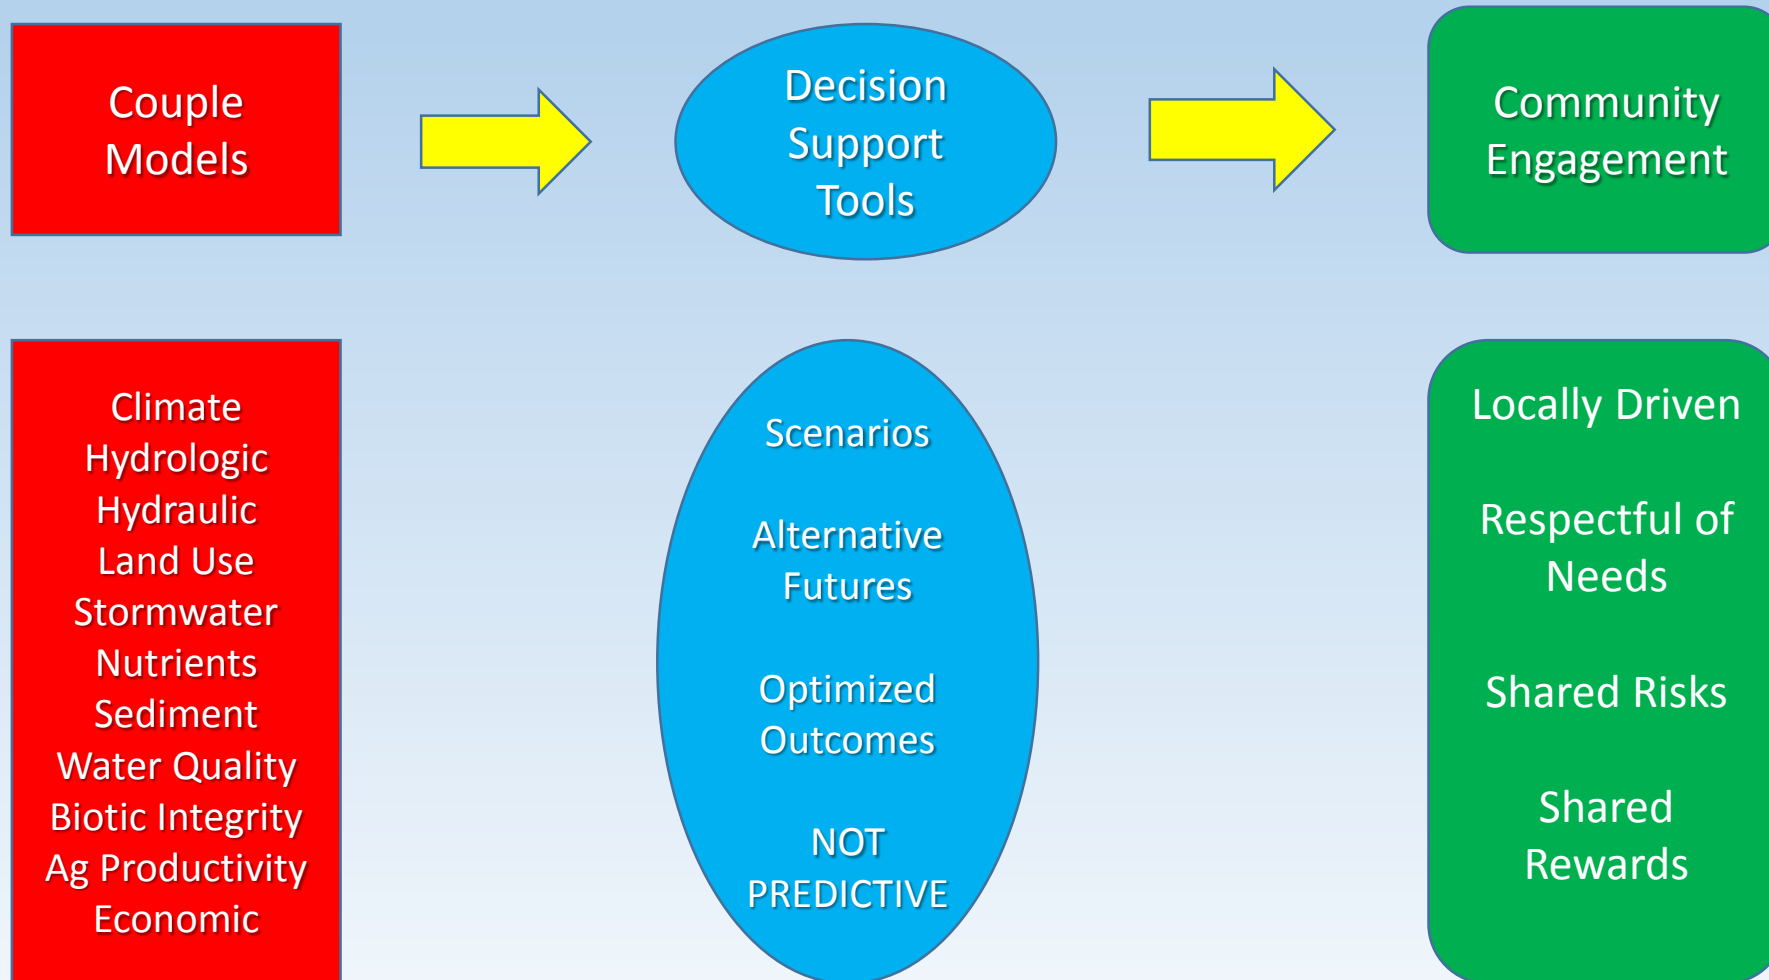 Couple
Models
Decision
Support
Tools
Community
Engagement
Climate
Hydrologic
Hydraulic
Land Use
Stormwater
Nutrients
Sediment
Water Quality
Biotic Integrity
Ag Productivity
Economic
Scenarios
Alternative
Futures
Optimized
Outcomes
NOT
PREDICTIVE
Locally Driven
Respectful of
Needs
Shared Risks
Shared
Rewards